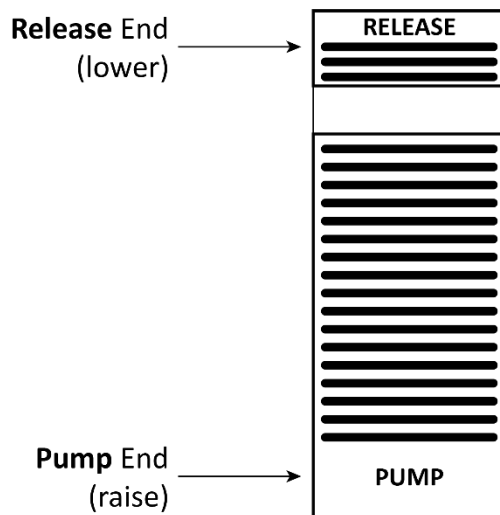 Release End
(lower)
RELEASE
Pump End
(raise)
PUMP